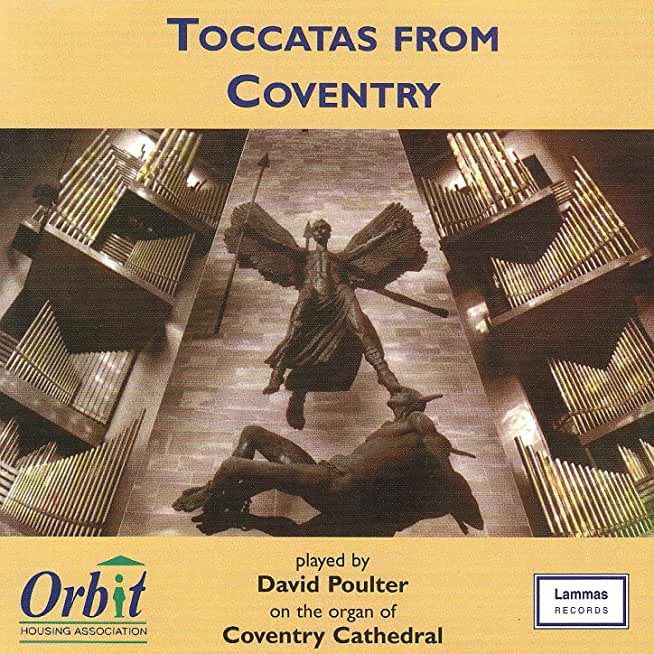 TOCCATAS FROM
COVENTRY
Orbit
HOUSING ASSOCIATION
played by
David Poulter
on the organ of
Coventry Cathedral
Lammas
RECORDS